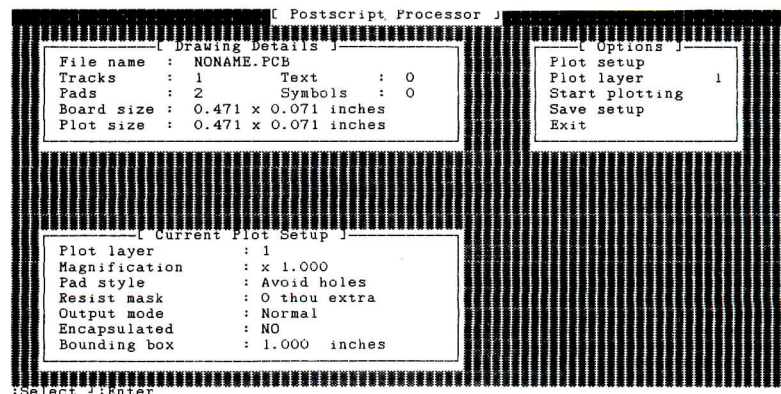 [ Postscript Processor ]
[ Drawing Details ]
File name : NONAME.PCB
Tracks : 1 Text : 0
Pads : 2 Symbols : 0
Board size : 0.471 x 0.071 inches
Plot size : 0.471 x 0.071 inches
[ Options ]
Plot setup
Plot layer 1
Start plotting
Save setup
Exit
[ Current Plot Setup ]
Plot layer : 1
Magnification : x 1.000
Pad style : Avoid holes
Resist mask : 0 thou extra
Output mode : Normal
Encapsulated : NO
Bounding box : 1.000 inches
:Select ┘:Enter